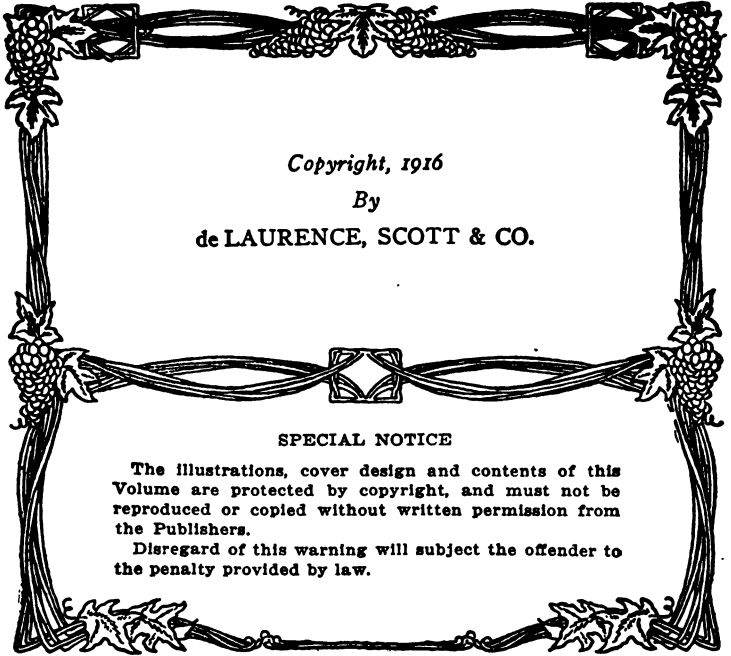 Copyright, 1916
By
de LAURENCE, SCOTT & CO.
SPECIAL NOTICE
The illustrations, cover design and contents of this
Volume are protected by copyright, and must not be
reproduced or copied without written permission from
the Publishers.
Disregard of this warning will subject the offender to
the penalty provided by law.